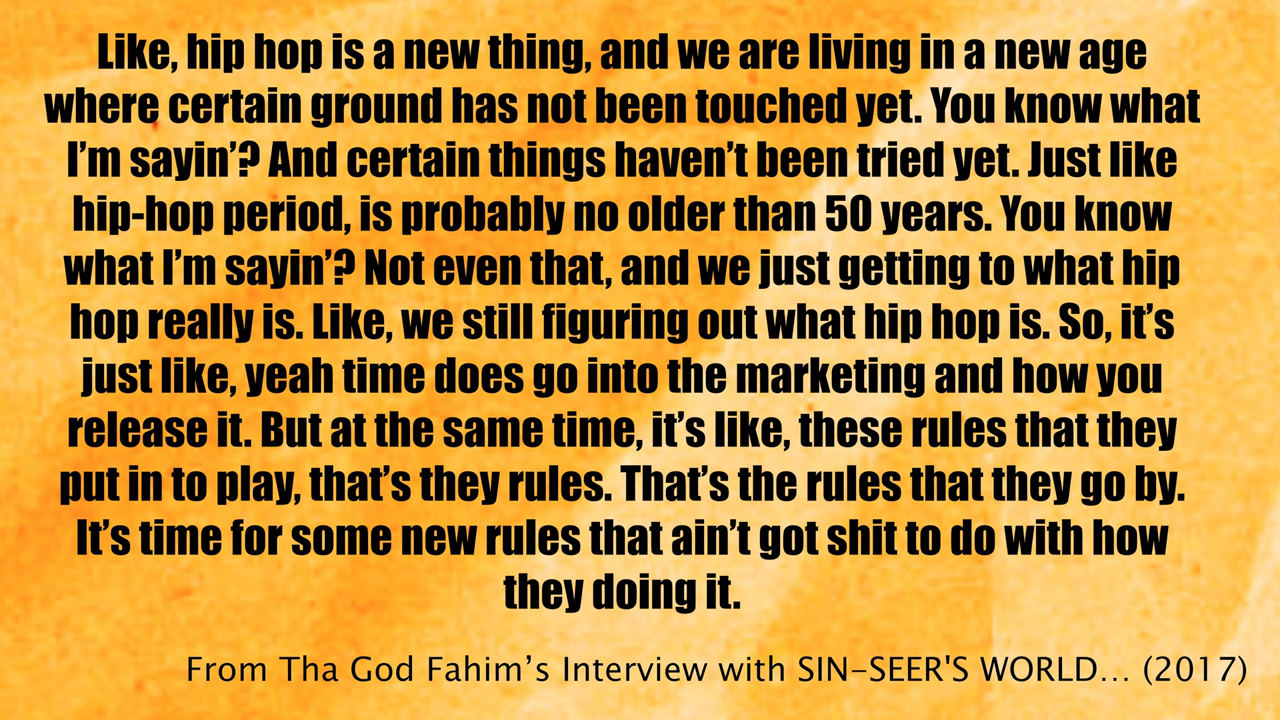 Like, hip hop is a new thing, and we are living in a new age
where certain ground has not been touched yet. You know what
I’m sayin’? And certain things haven’t been tried yet. Just like
hip-hop period, is probably no older than 50 years. You know
what I’m sayin’? Not even that, and we just getting to what hip
hop really is. Like, we still figuring out what hip hop is. So, it’s
just like, yeah time does go into the marketing and how you
release it. But at the same time, it’s like, these rules that they
put in to play, that’s they rules. That’s the rules that they go by.
It’s time for some new rules that ain’t got shit to do with how
they doing it.
From Tha God Fahim’s Interview with SIN-SEER'S WORLD... (2017)